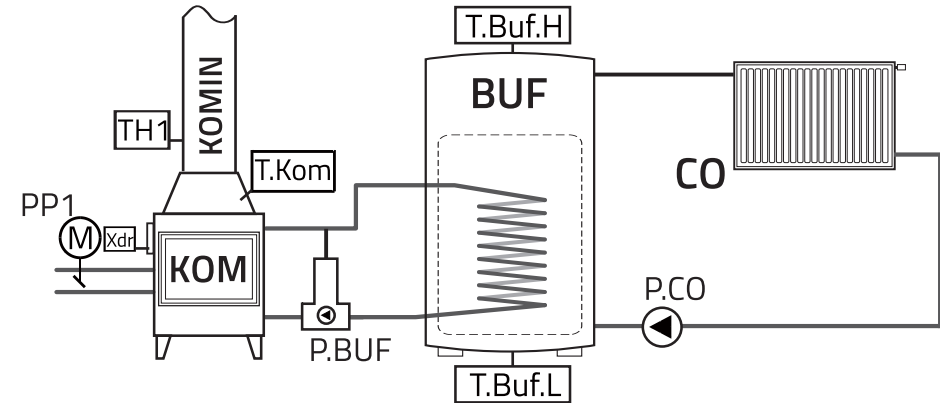 T.Buf.H
BUF
KOMIN
TH1
T.Kom
CO
PP1
M
Xdr
KOM
P.CO
P.BUF
T.Buf.L